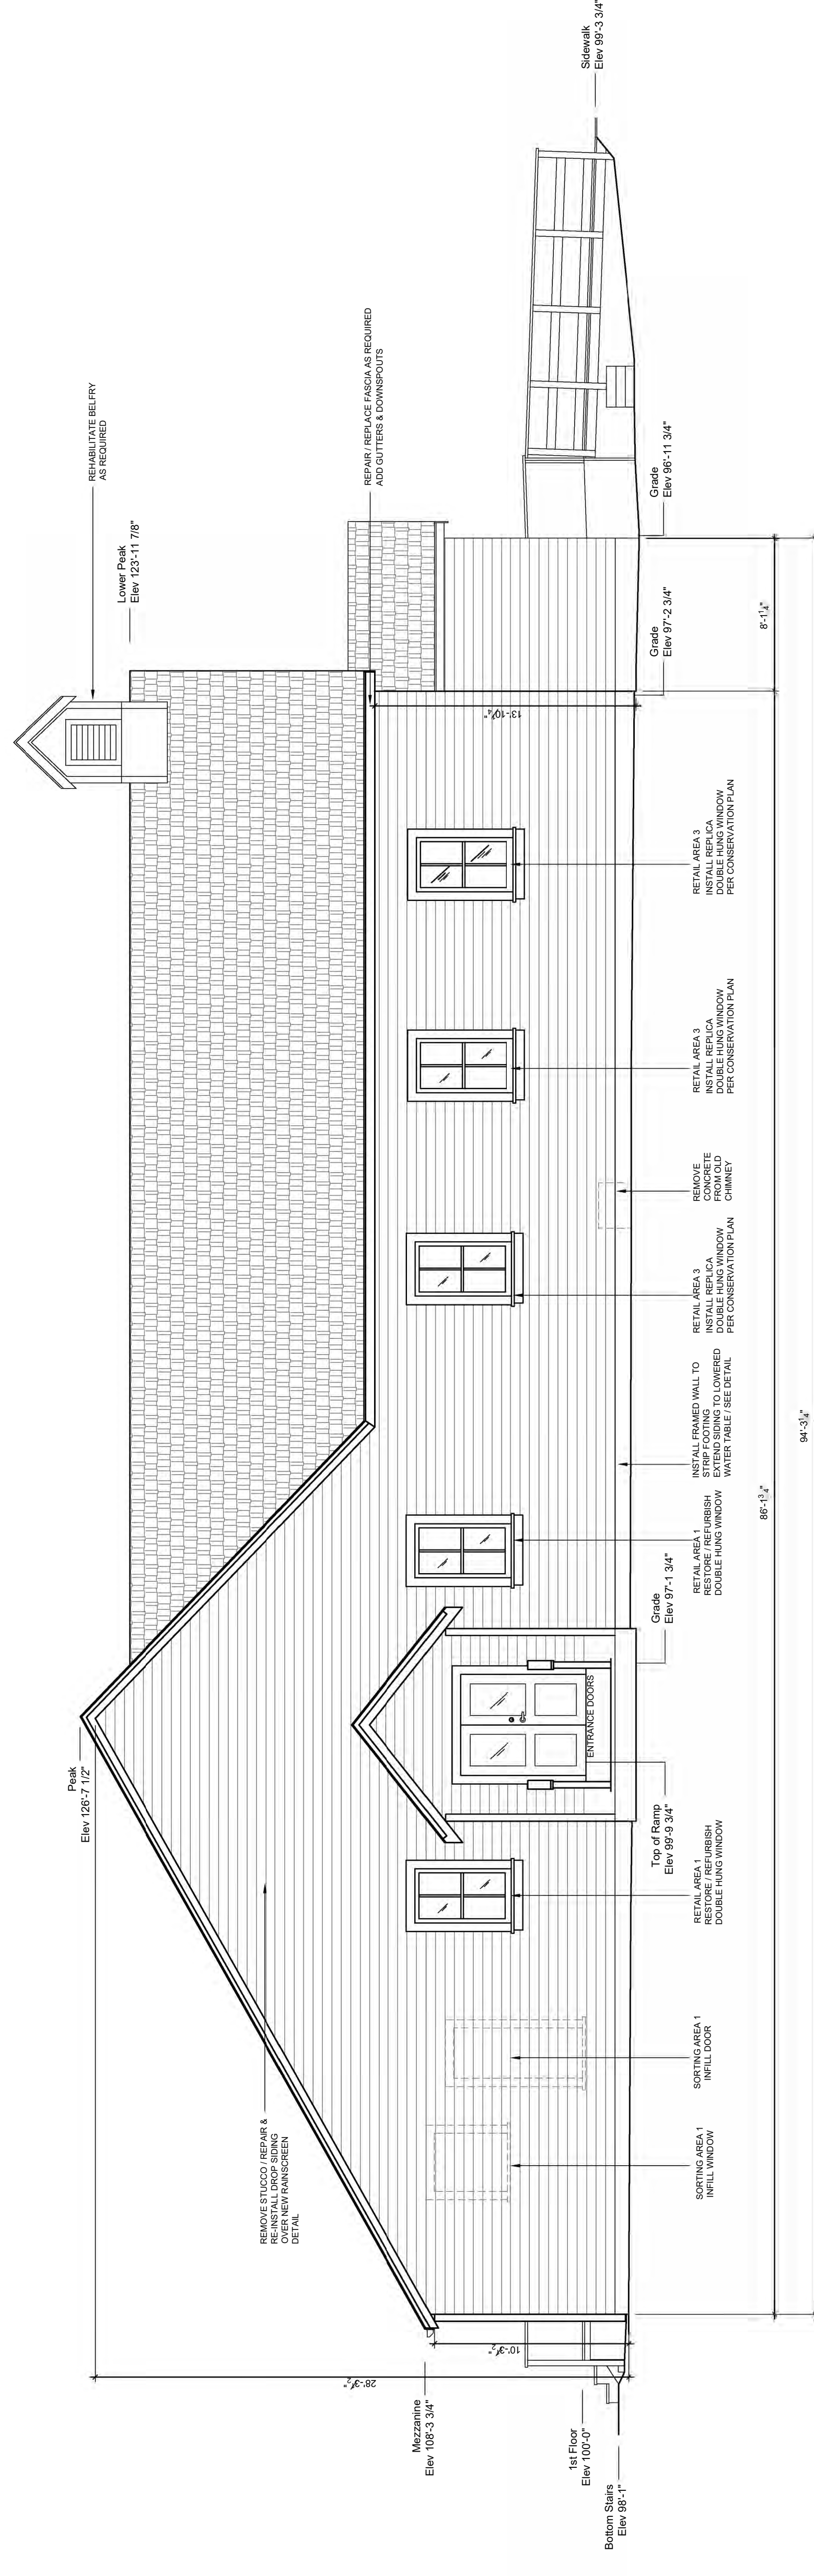 Sidewalk
Elev 99'-3 3/4"
REHABILITATE BELFRY
AS REQUIRED
REPAIR / REPLACE FASCIA AS REQUIRED
ADD GUTTERS & DOWNSPOUTS
Lower Peak
Elev 123'-11 7/8"
Grade
Elev 96'-11 3/4"
Grade
Elev 97'-2 3/4"
8'-1 1/4"
13'-10 1/4"
RETAIL AREA 3
INSTALL REPLICA
DOUBLE HUNG WINDOW
PER CONSERVATION PLAN
RETAIL AREA 3
INSTALL REPLICA
DOUBLE HUNG WINDOW
PER CONSERVATION PLAN
REMOVE
CONCRETE
FROM OLD
CHIMNEY
RETAIL AREA 3
INSTALL REPLICA
DOUBLE HUNG WINDOW
PER CONSERVATION PLAN
INSTALL FRAMED WALL TO
STRIP FOOTING
EXTEND SIDING TO LOWERED
WATER TABLE / SEE DETAIL
94'-3 1/4"
86'-1 3/4"
RETAIL AREA 1
RESTORE / REFURBISH
DOUBLE HUNG WINDOW
Grade
Elev 97'-1 3/4"
ENTRANCE DOORS
Peak
Elev 126'-7 1/2"
Top of Ramp
Elev 99'-9 3/4"
RETAIL AREA 1
RESTORE / REFURBISH
DOUBLE HUNG WINDOW
SORTING AREA 1
INFILL DOOR
SORTING AREA 1
INFILL WINDOW
REMOVE STUCCO / REPAIR &
RE-INSTALL DROP SIDING
OVER NEW RAINSCREEN
DETAIL
10'-3 1/2"
28'-3 1/2"
Mezzanine
Elev 108'-3 3/4"
1st Floor
Elev 100'-0"
Bottom Stairs
Elev 98'-1"